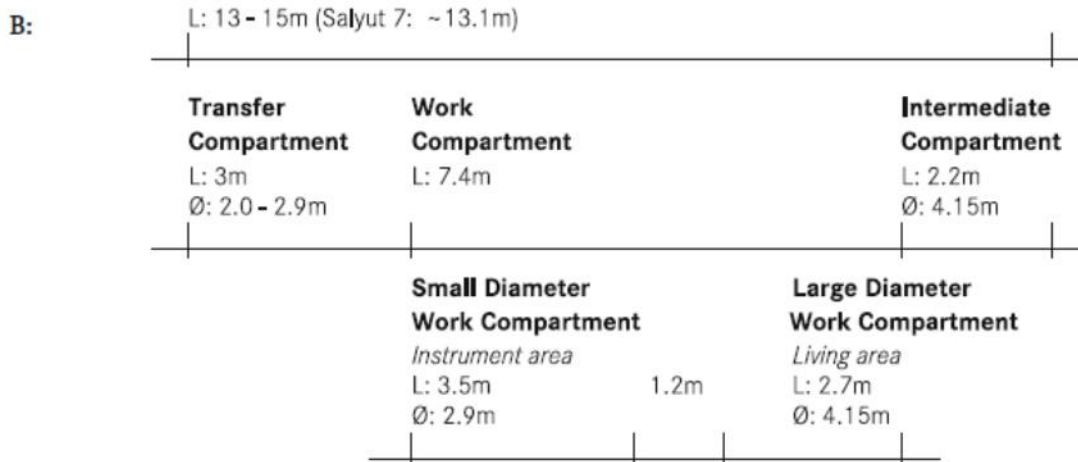 B:
L: 13 - 15m (Salyut 7: ~13.1m)
Transfer
Compartment
L: 3m
Ø: 2.0 - 2.9m
Work
Compartment
L: 7.4m
Intermediate
Compartment
L: 2.2m
Ø: 4.15m
Small Diameter
Work Compartment
Instrument area
L: 3.5m
Ø: 2.9m
1.2m
Large Diameter
Work Compartment
Living area
L: 2.7m
Ø: 4.15m